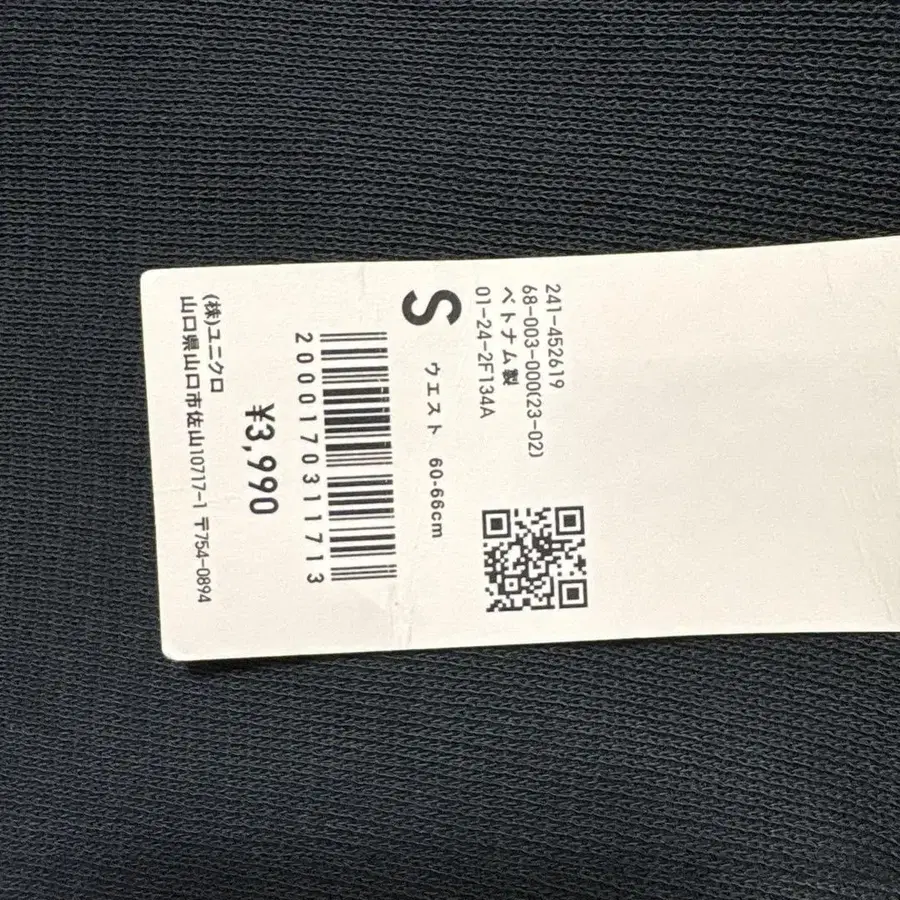 241-452619
68-003-000(23-02)
ベトナム製
01-24-2F134A
S
ウエスト 60-66cm
2000170311713
¥3,990
(株)ユニクロ
山口県山口市佐山10717-1 〒754-0894